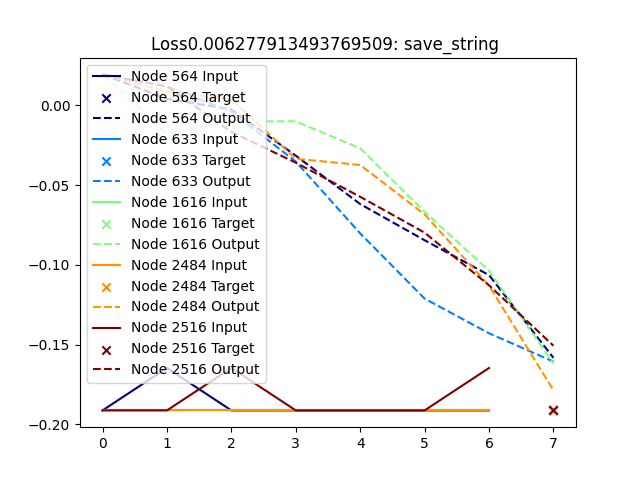 Loss0.006277913493769509: save_string
Node 564 Input
Node 564 Target
Node 564 Output
Node 633 Input
Node 633 Target
Node 633 Output
Node 1616 Input
Node 1616 Target
Node 1616 Output
Node 2484 Input
Node 2484 Target
Node 2484 Output
Node 2516 Input
Node 2516 Target
Node 2516 Output
0.00
−0.05
−0.10
−0.15
−0.20
0 1 2 3 4 5 6 7